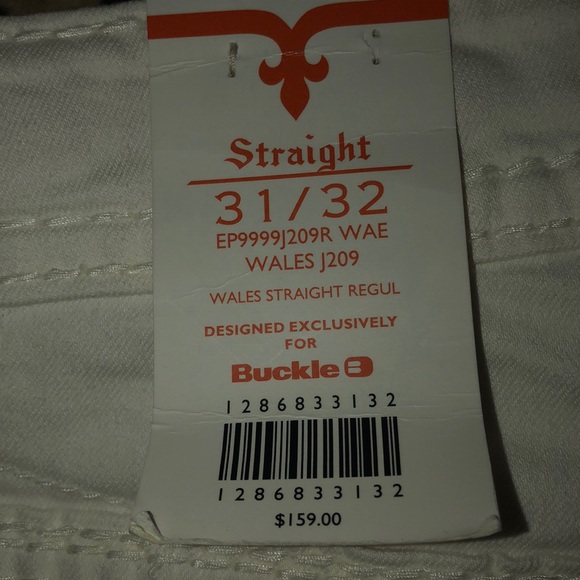 Straight
31/32
EP9999J209R WAE
WALES J209
WALES STRAIGHT REGUL
DESIGNED EXCLUSIVELY
FOR
Buckle B
1286833132
1286833132
$159.00